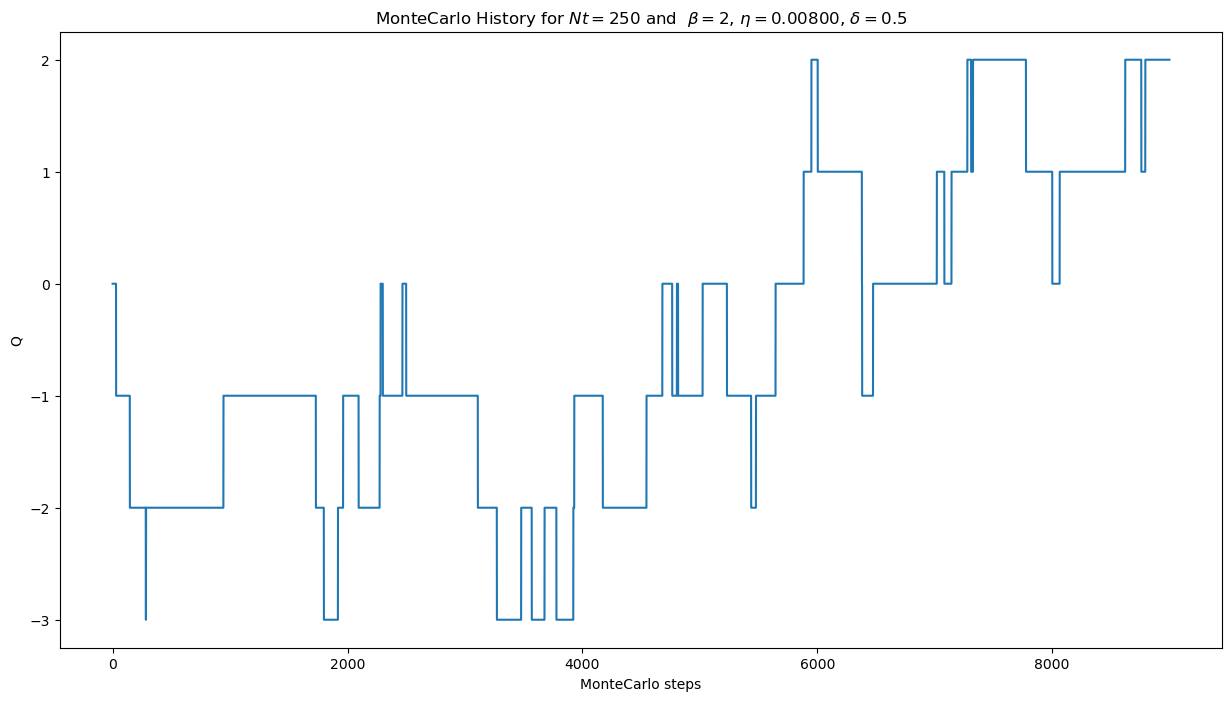 MonteCarlo History for Nt = 250 and β = 2, η = 0.00800, δ = 0.5
2
1
0
−1
−2
−3
Q
0 2000 4000 6000 8000
MonteCarlo steps